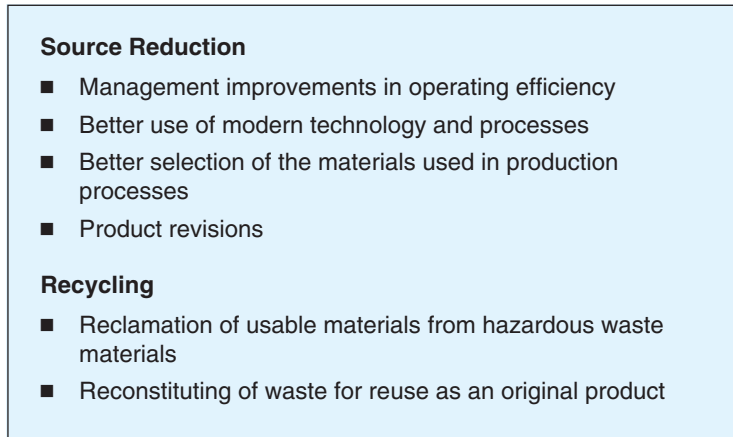 Source Reduction
■ Management improvements in operating efficiency
■ Better use of modern technology and processes
■ Better selection of the materials used in production
processes
■ Product revisions
Recycling
■ Reclamation of usable materials from hazardous waste
materials
■ Reconstituting of waste for reuse as an original product